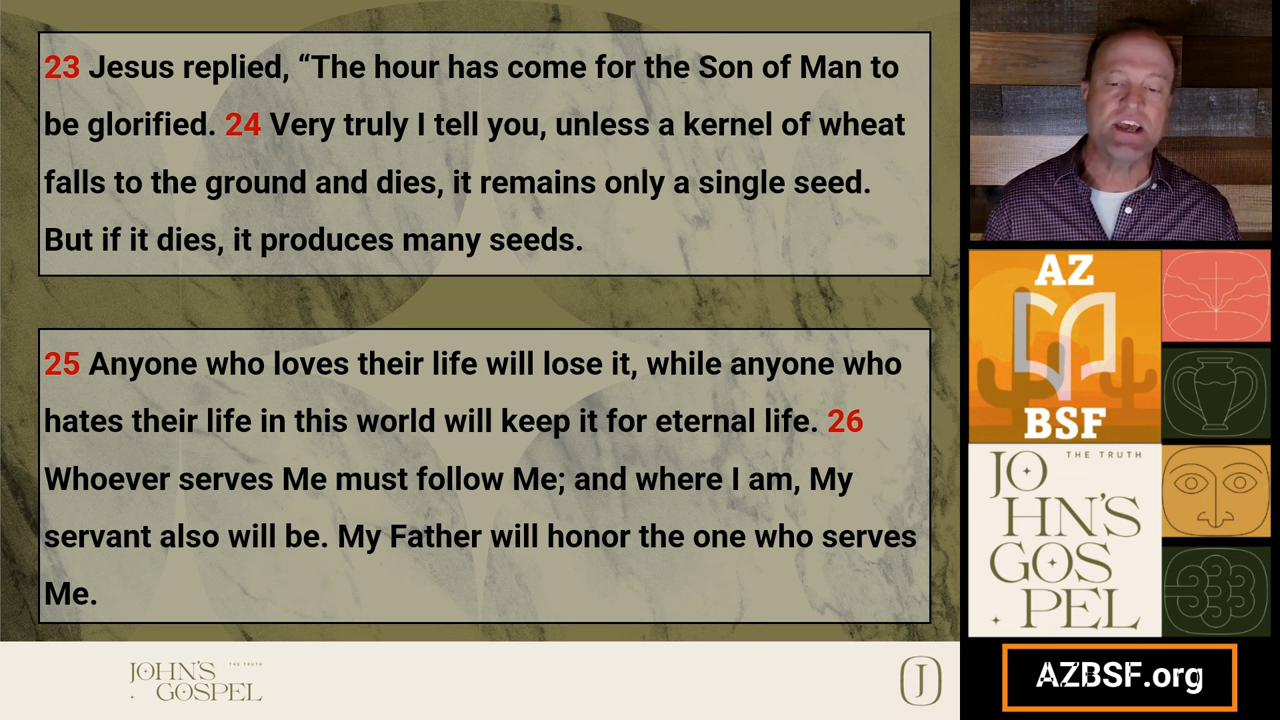 23 Jesus replied, “The hour has come for the Son of Man to
be glorified. 24 Very truly I tell you, unless a kernel of wheat
falls to the ground and dies, it remains only a single seed.
But if it dies, it produces many seeds.
25 Anyone who loves their life will lose it, while anyone who
hates their life in this world will keep it for eternal life. 26
Whoever serves Me must follow Me; and where I am, My
servant also will be. My Father will honor the one who serves
Me.
JOHN'S THE TRUTH
GOSPEL
J
AZ
BSF
JO THE TRUTH
HN'S
GOS
PEL
AZBSF.org